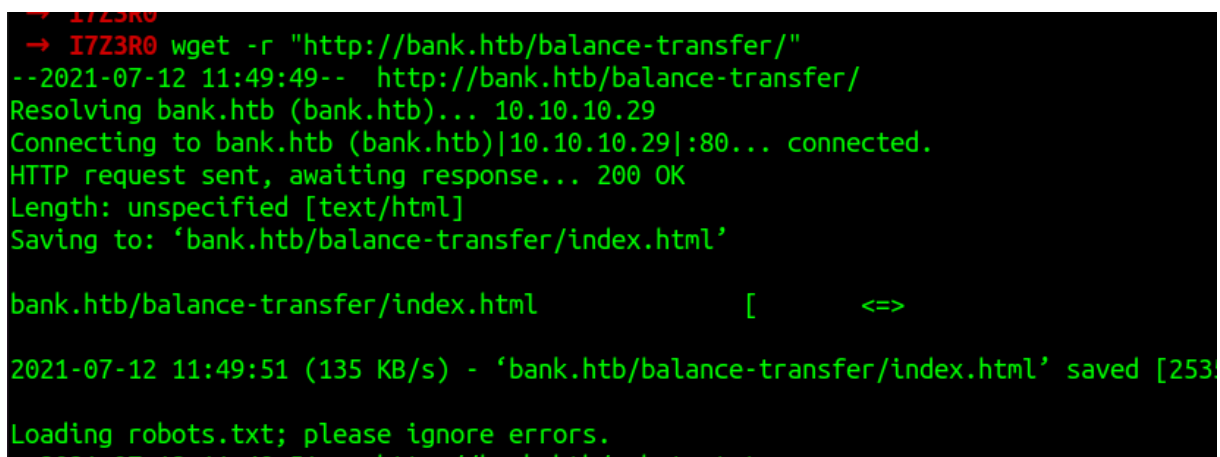 → I7Z3R0
→ I7Z3R0 wget -r "http://bank.htb/balance-transfer/"
--2021-07-12 11:49:49-- http://bank.htb/balance-transfer/
Resolving bank.htb (bank.htb)... 10.10.10.29
Connecting to bank.htb (bank.htb)|10.10.10.29|:80... connected.
HTTP request sent, awaiting response... 200 OK
Length: unspecified [text/html]
Saving to: ‘bank.htb/balance-transfer/index.html’
bank.htb/balance-transfer/index.html [ <=>
2021-07-12 11:49:51 (135 KB/s) - ‘bank.htb/balance-transfer/index.html’ saved [2535
Loading robots.txt; please ignore errors.